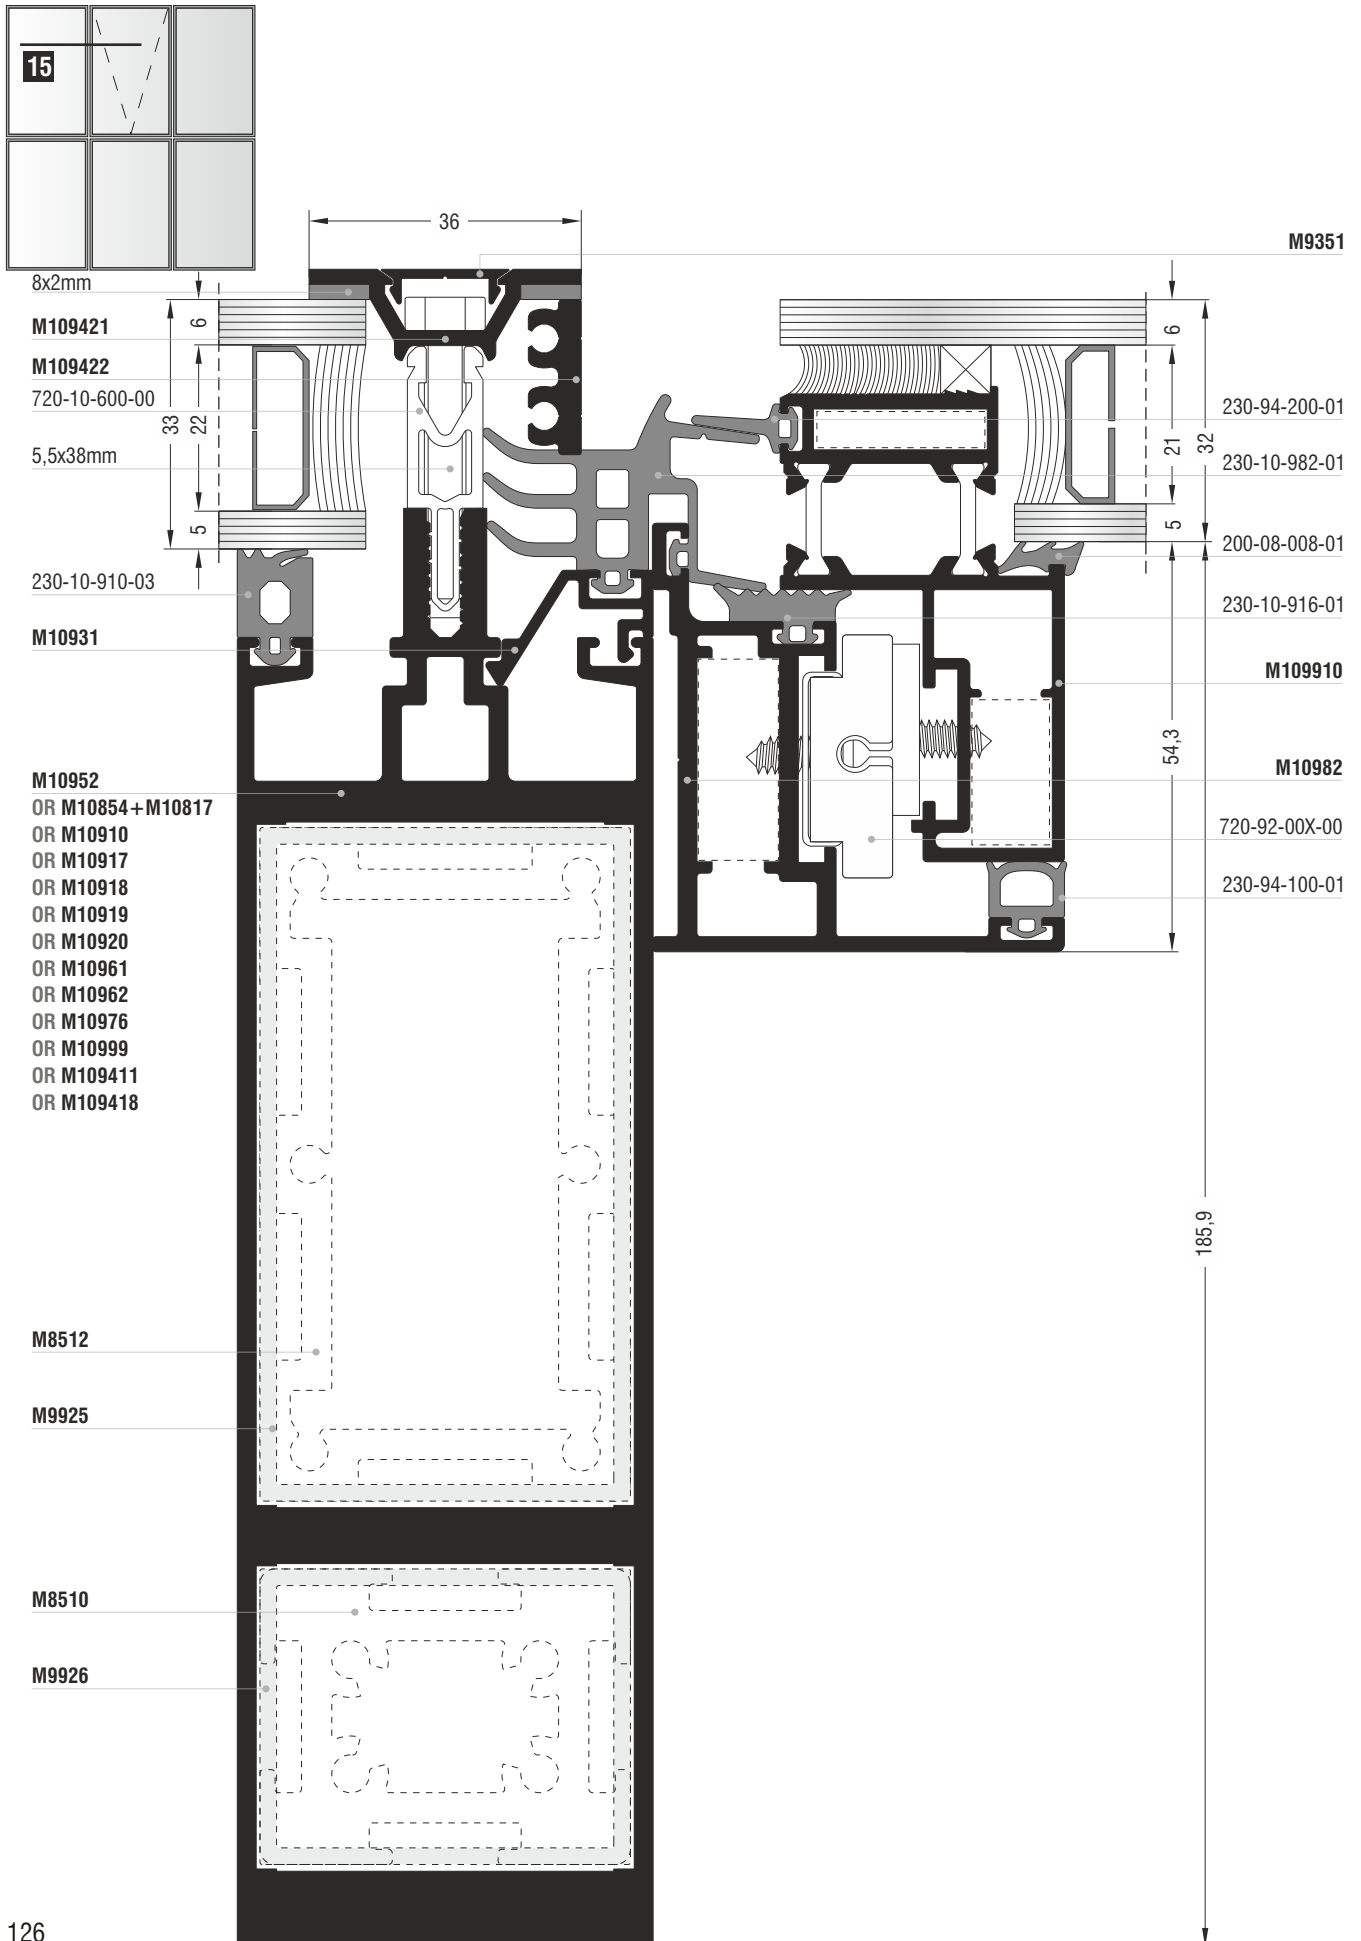 15
36
M9351
8x2mm
6
M109421
6
M109422
720-10-600-00
33
22
230-94-200-01
21
32
5,5x38mm
230-10-982-01
5
5
200-08-008-01
230-10-910-03
230-10-916-01
M10931
M109910
54,3
M10982
M10952
OR M10854+M10817
OR M10910
720-92-00X-00
OR M10917
OR M10918
230-94-100-01
OR M10919
OR M10920
OR M10961
OR M10962
OR M10976
OR M10999
OR M109411
OR M109418
185,9
M8512
M9925
M8510
M9926
126